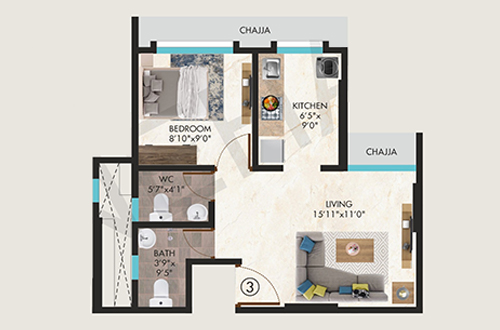 CHAJJA
KITCHEN
6'5"x
9'0"
BEDROOM
8'10"x9'0"
CHAJJA
WC
5'7"x4'1"
LIVING
15'11"x11'0"
BATH
3'9"x
9'5"
3